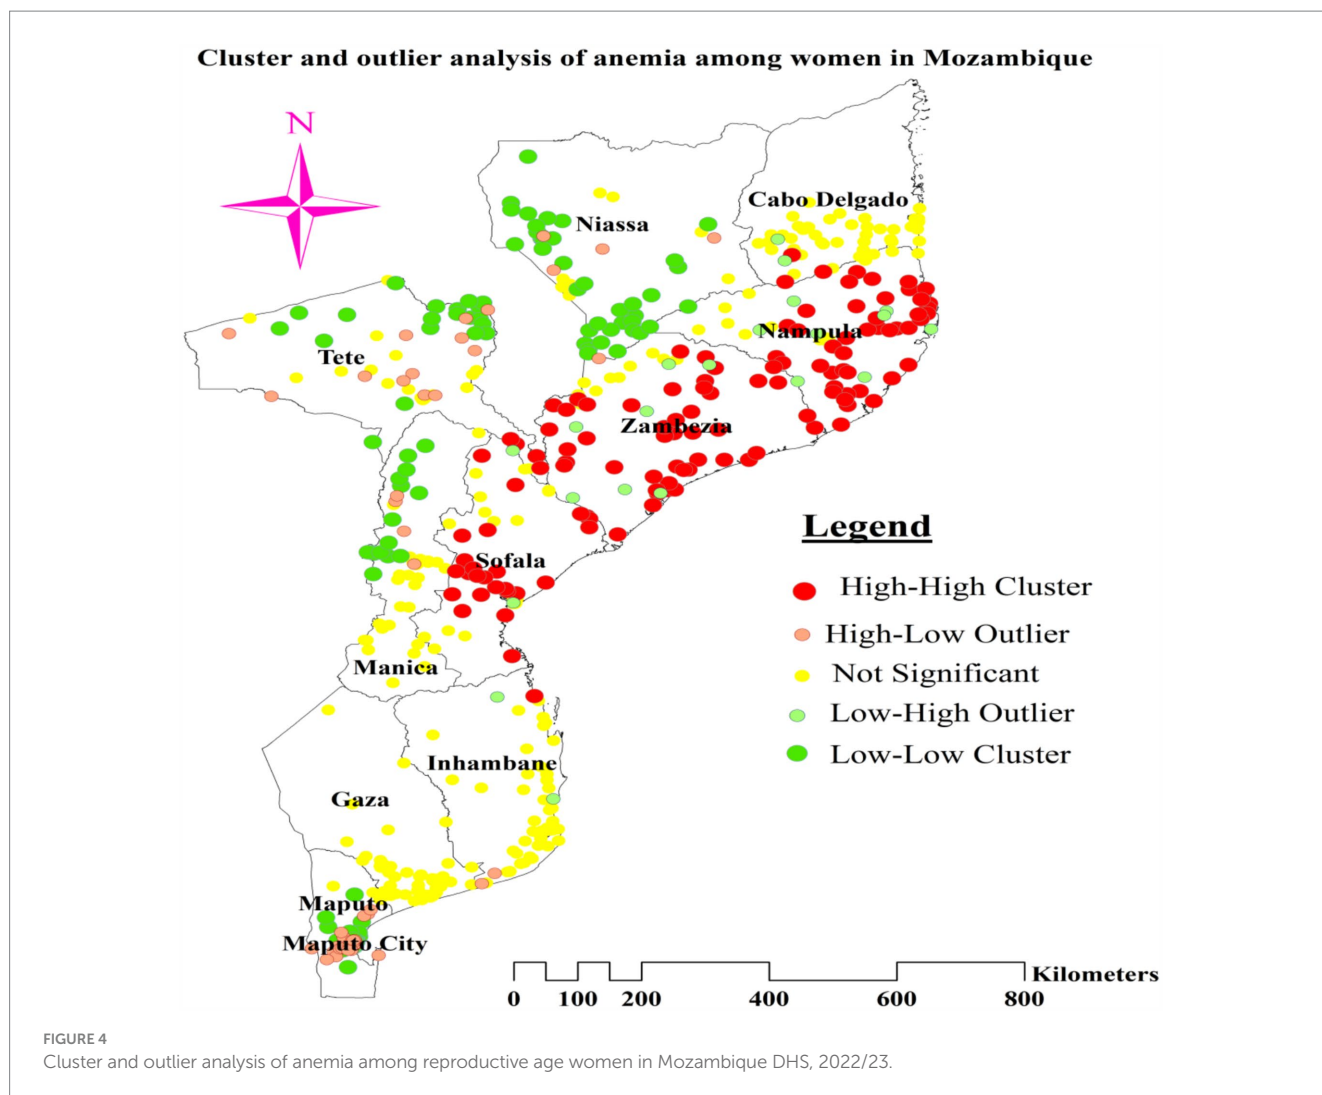 Cluster and outlier analysis of anemia among women in Mozambique
N
Cabo Delgado
Niassa
Nampula
Tete
Zambezia
Legend
Sofala
High-High Cluster
High-Low Outlier
Manica
Not Significant
Low-High Outlier
Inhambane
Low-Low Cluster
Gaza
Maputo
Maputo City
Kilometers
0 100 200 400 600 800
FIGURE 4
Cluster and outlier analysis of anemia among reproductive age women in Mozambique DHS, 2022/23.